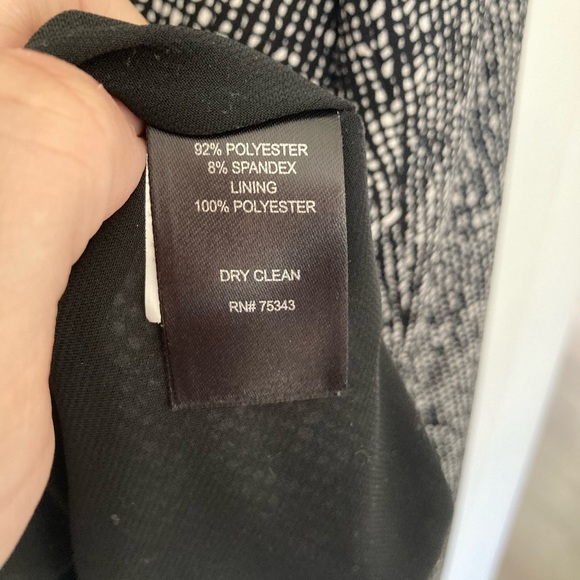 92% POLYESTER
8% SPANDEX
LINING
100% POLYESTER
DRY CLEAN
RN# 75343